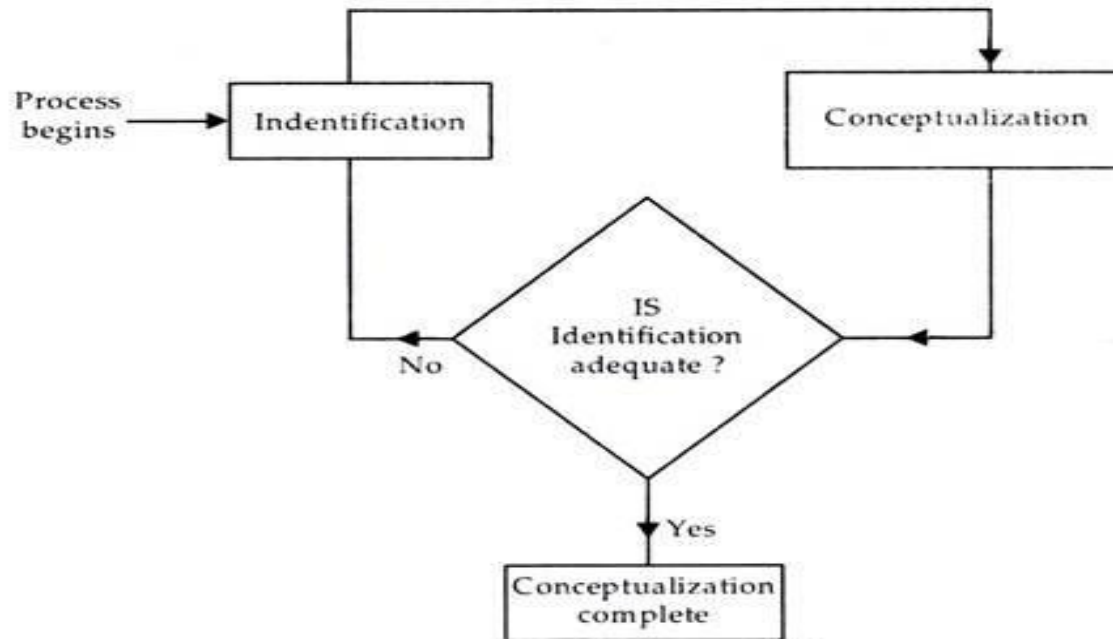 Process
begins
Indentification
Conceptualization
IS
Identification
adequate ?
No
Yes
Conceptualization
complete